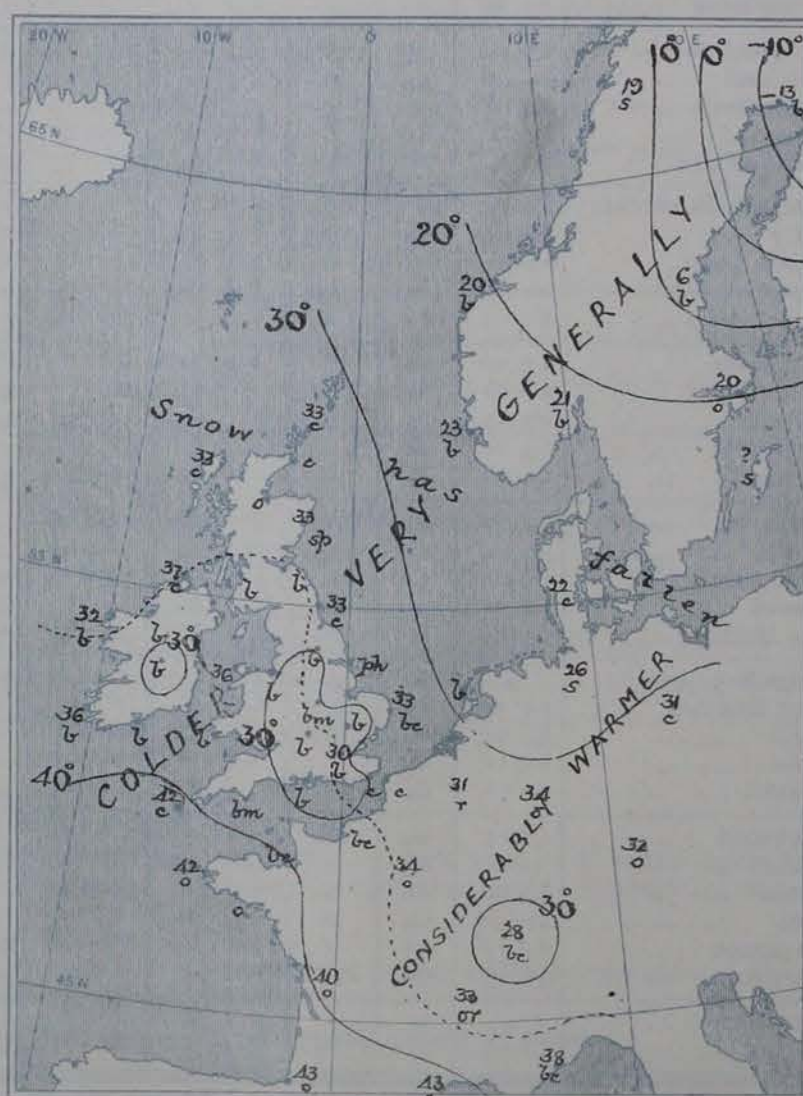 20 W
10 W
0
10 E
20 E
10°
0°
-10°
19
s
-13
b
65 N
20°
20
b
GENERALLY
6
b
30°
Snow
33
c
c
33
c
23
b
21
b
20
o
?
s
has
VERY
fallen
o
33
sp
55 N
37
c
b
b
33
c
22
c
32
b
b
30°
b
36
b
b
ph
b
26
s
WARMER
31
c
36
b
b
b
COLDER
30°
bm
b
b
30
b
33
bc
40°
42
c
bm
b
c
c
31
r
34
o
CONSIDERABLY
32
o
bc
bc
42
o
o
34
o
30°
28
bc
45 N
40
o
33
or
38
bc
43
o
43
o